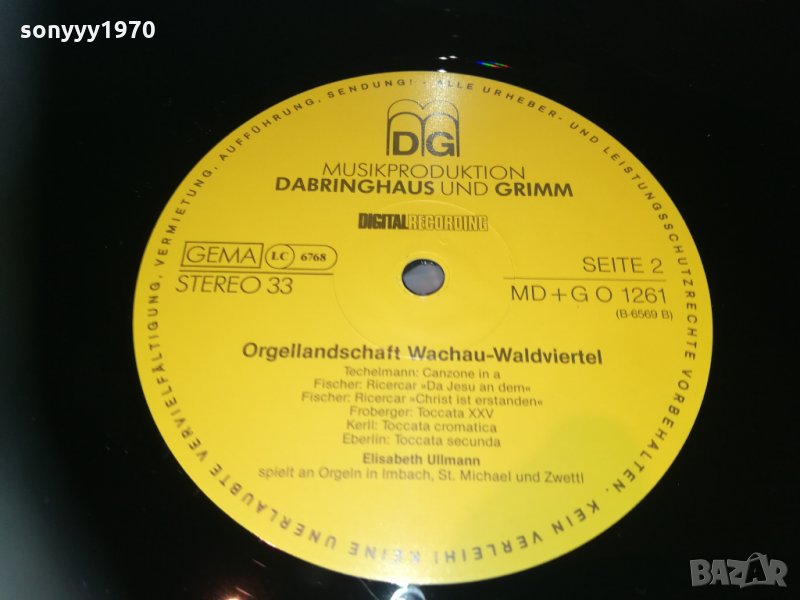 sonyyy1970
KEINE UNERLAUBTE VERVIELFÄLTIGUNG, VERMIETUNG, AUFFÜHRUNG, SENDUNG! - ALLE URHEBER- UND LEISTUNGSSCHUTZRECHTE VORBEHALTEN. KEIN VERLEIH!
DG
MUSIKPRODUKTION
DABRINGHAUS UND GRIMM
DIGITAL RECORDING
GEMA LC 6768
STEREO 33
SEITE 2
MD+G O 1261
(B-6569 B)
Orgellandschaft Wachau-Waldviertel
Techelmann: Canzone in a
Fischer: Ricercar »Da Jesu an dem«
Fischer: Ricercar »Christ ist erstanden«
Froberger: Toccata XXV
Kerll: Toccata cromatica
Eberlin: Toccata secunda
Elisabeth Ullmann
spielt an Orgeln in Imbach, St. Michael und Zwettl
BAZAR